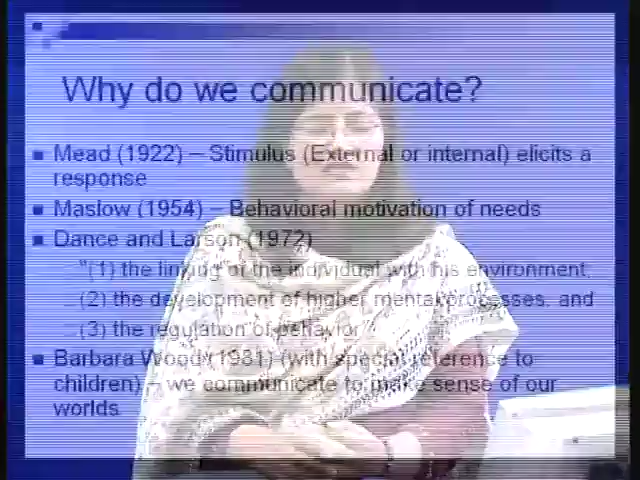 Why do we communicate?
Mead (1922) – Stimulus (External or internal) elicits a
response
Maslow (1954) – Behavioral motivation of needs
Dance and Larson (1972)
"(1) the linking of the individual with his environment,
(2) the development of higher mental processes, and
(3) the regulation of behavior"
Barbara Wood (1981) (with special reference to
children) – we communicate to make sense of our
worlds